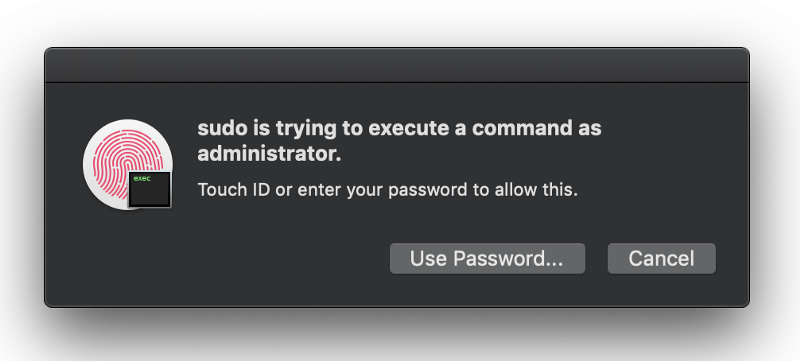 sudo is trying to execute a command as
administrator.
Touch ID or enter your password to allow this.
exec
Use Password...
Cancel